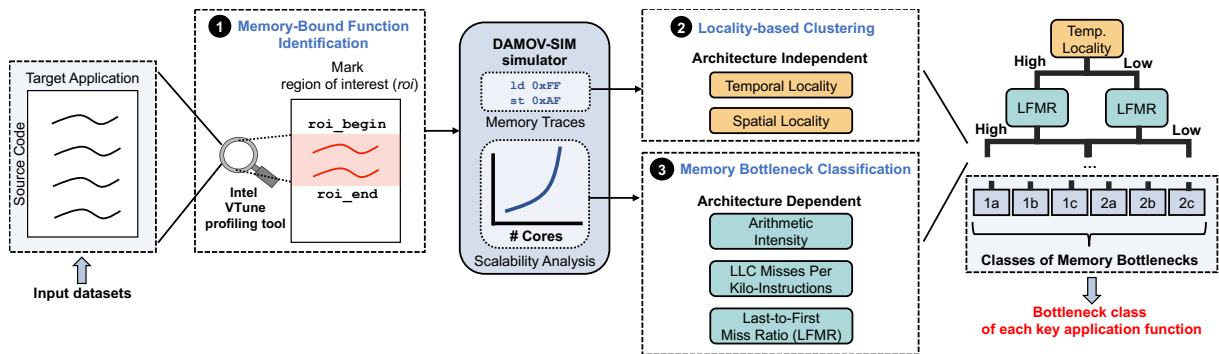 Target Application
Source Code
Input datasets
1 Memory-Bound Function
Identification
Mark
region of interest (roi)
roi_begin
roi_end
Intel
VTune
profiling tool
DAMOV-SIM
simulator
ld 0xFF
st 0xAF
Memory Traces
# Cores
Scalability Analysis
2 Locality-based Clustering
Architecture Independent
Temporal Locality
Spatial Locality
3 Memory Bottleneck Classification
Architecture Dependent
Arithmetic
Intensity
LLC Misses Per
Kilo-Instructions
Last-to-First
Miss Ratio (LFMR)
Temp.
Locality
High Low
LFMR LFMR
High Low
...
1a 1b 1c 2a 2b 2c
Classes of Memory Bottlenecks
Bottleneck class
of each key application function